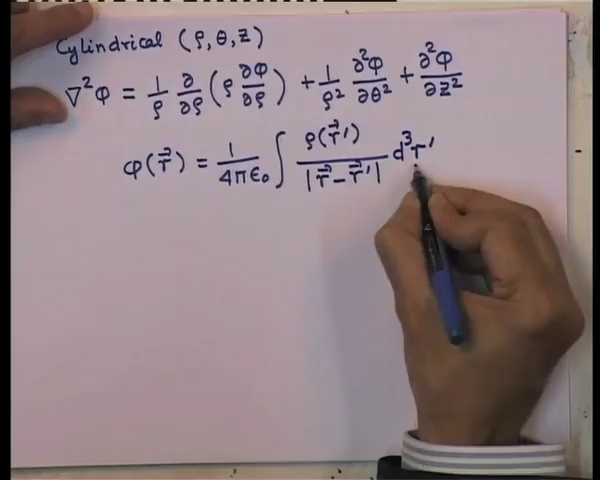 Cylindrical (ρ, θ, z)
∇²φ = 1/ρ ∂/∂ρ (ρ ∂φ/∂ρ) + 1/ρ² ∂²φ/∂θ² + ∂²φ/∂z²
φ(r⃗) = 1/4πϵ₀ ∫ ρ(r⃗′)/|r⃗ − r⃗′| d³r′